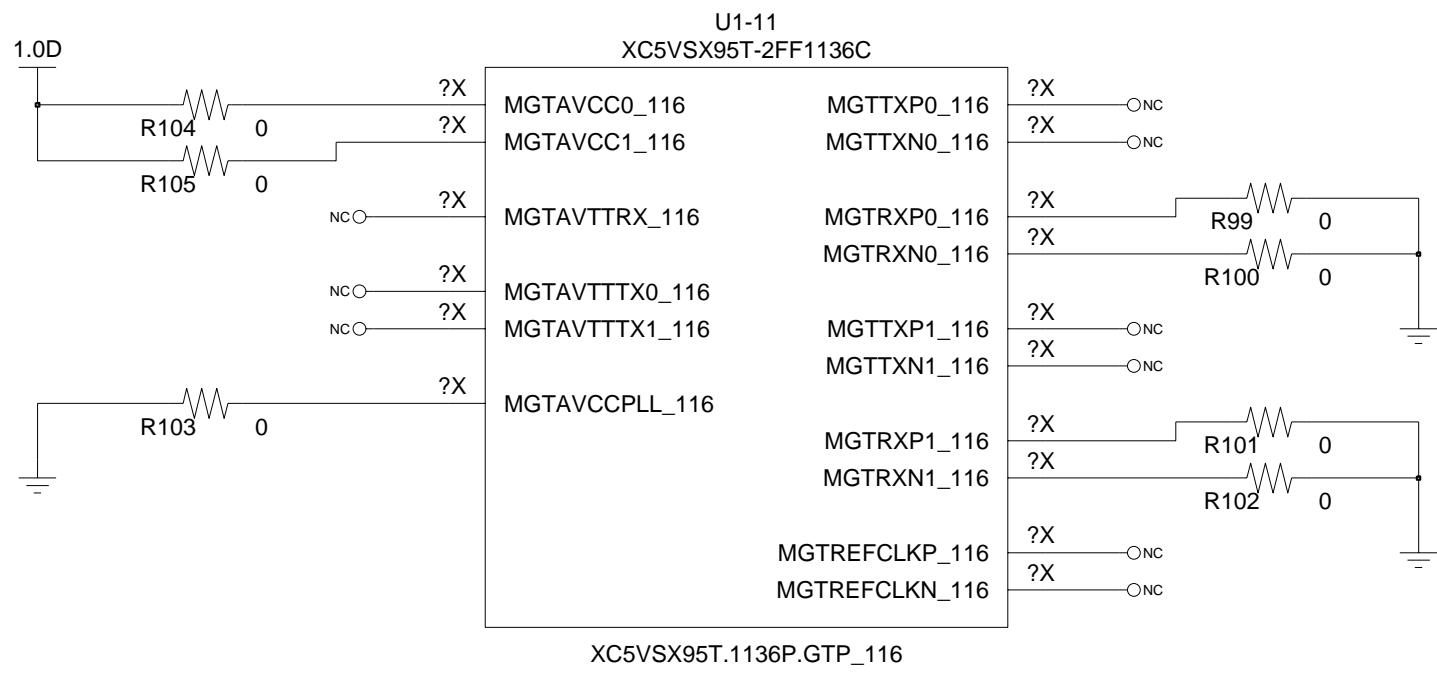 U1-11
XC5VSX95T-2FF1136C
1.0D
?X
MGTAVCC0_116
R104 0
?X
MGTAVCC1_116
R105 0
NC
?X
MGTAVTTRX_116
NC
?X
MGTAVTTTX0_116
NC
?X
MGTAVTTTX1_116
?X
MGTAVCCPLL_116
R103 0
MGTTXP0_116
?X
NC
MGTTXN0_116
?X
NC
MGTRXP0_116
?X
R99 0
MGTRXN0_116
?X
R100 0
MGTTXP1_116
?X
NC
MGTTXN1_116
?X
NC
MGTRXP1_116
?X
R101 0
MGTRXN1_116
?X
R102 0
MGTREFCLKP_116
?X
NC
MGTREFCLKN_116
?X
NC
XC5VSX95T.1136P.GTP_116